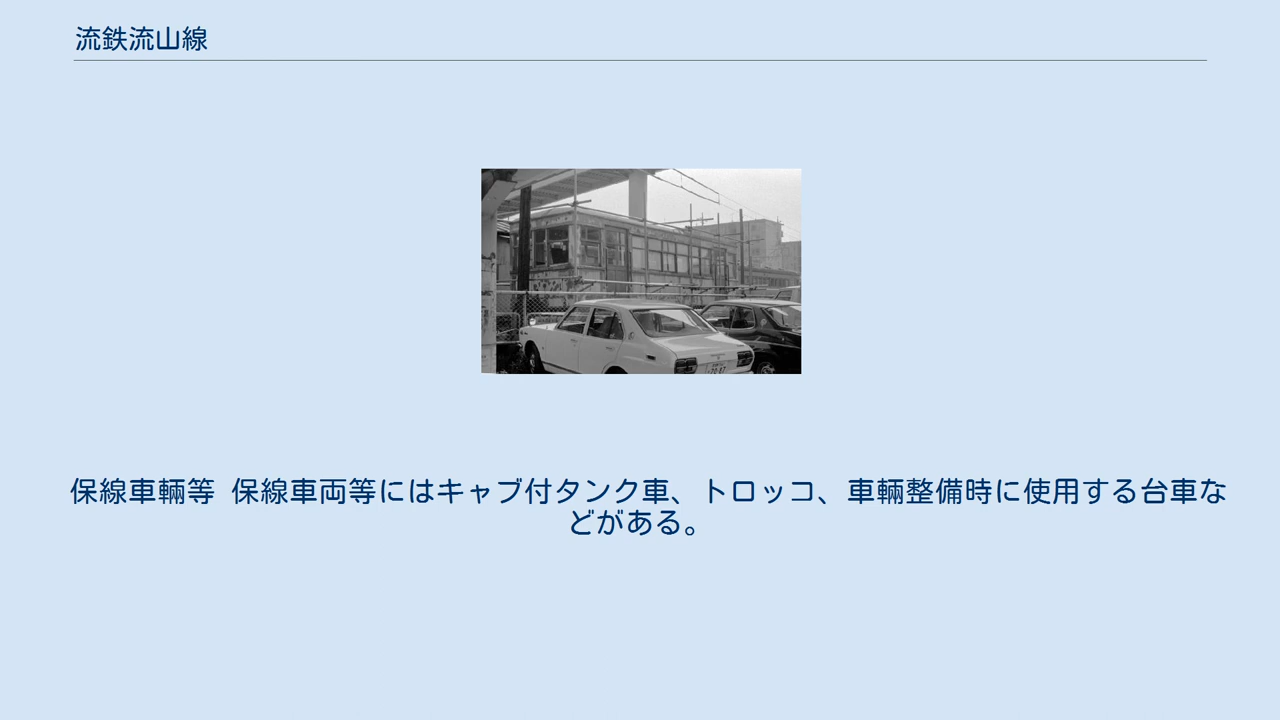 流鉄流山線
保線車輛等 保線車両等にはキャブ付タンク車、トロッコ、車輛整備時に使用する台車な
どがある。